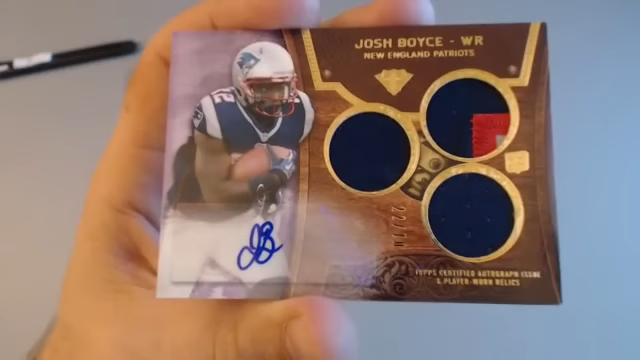 JOSH BOYCE - WR
NEW ENGLAND PATRIOTS
TOPPS CERTIFIED AUTOGRAPH ISSUE
& PLAYER-WORN RELICS